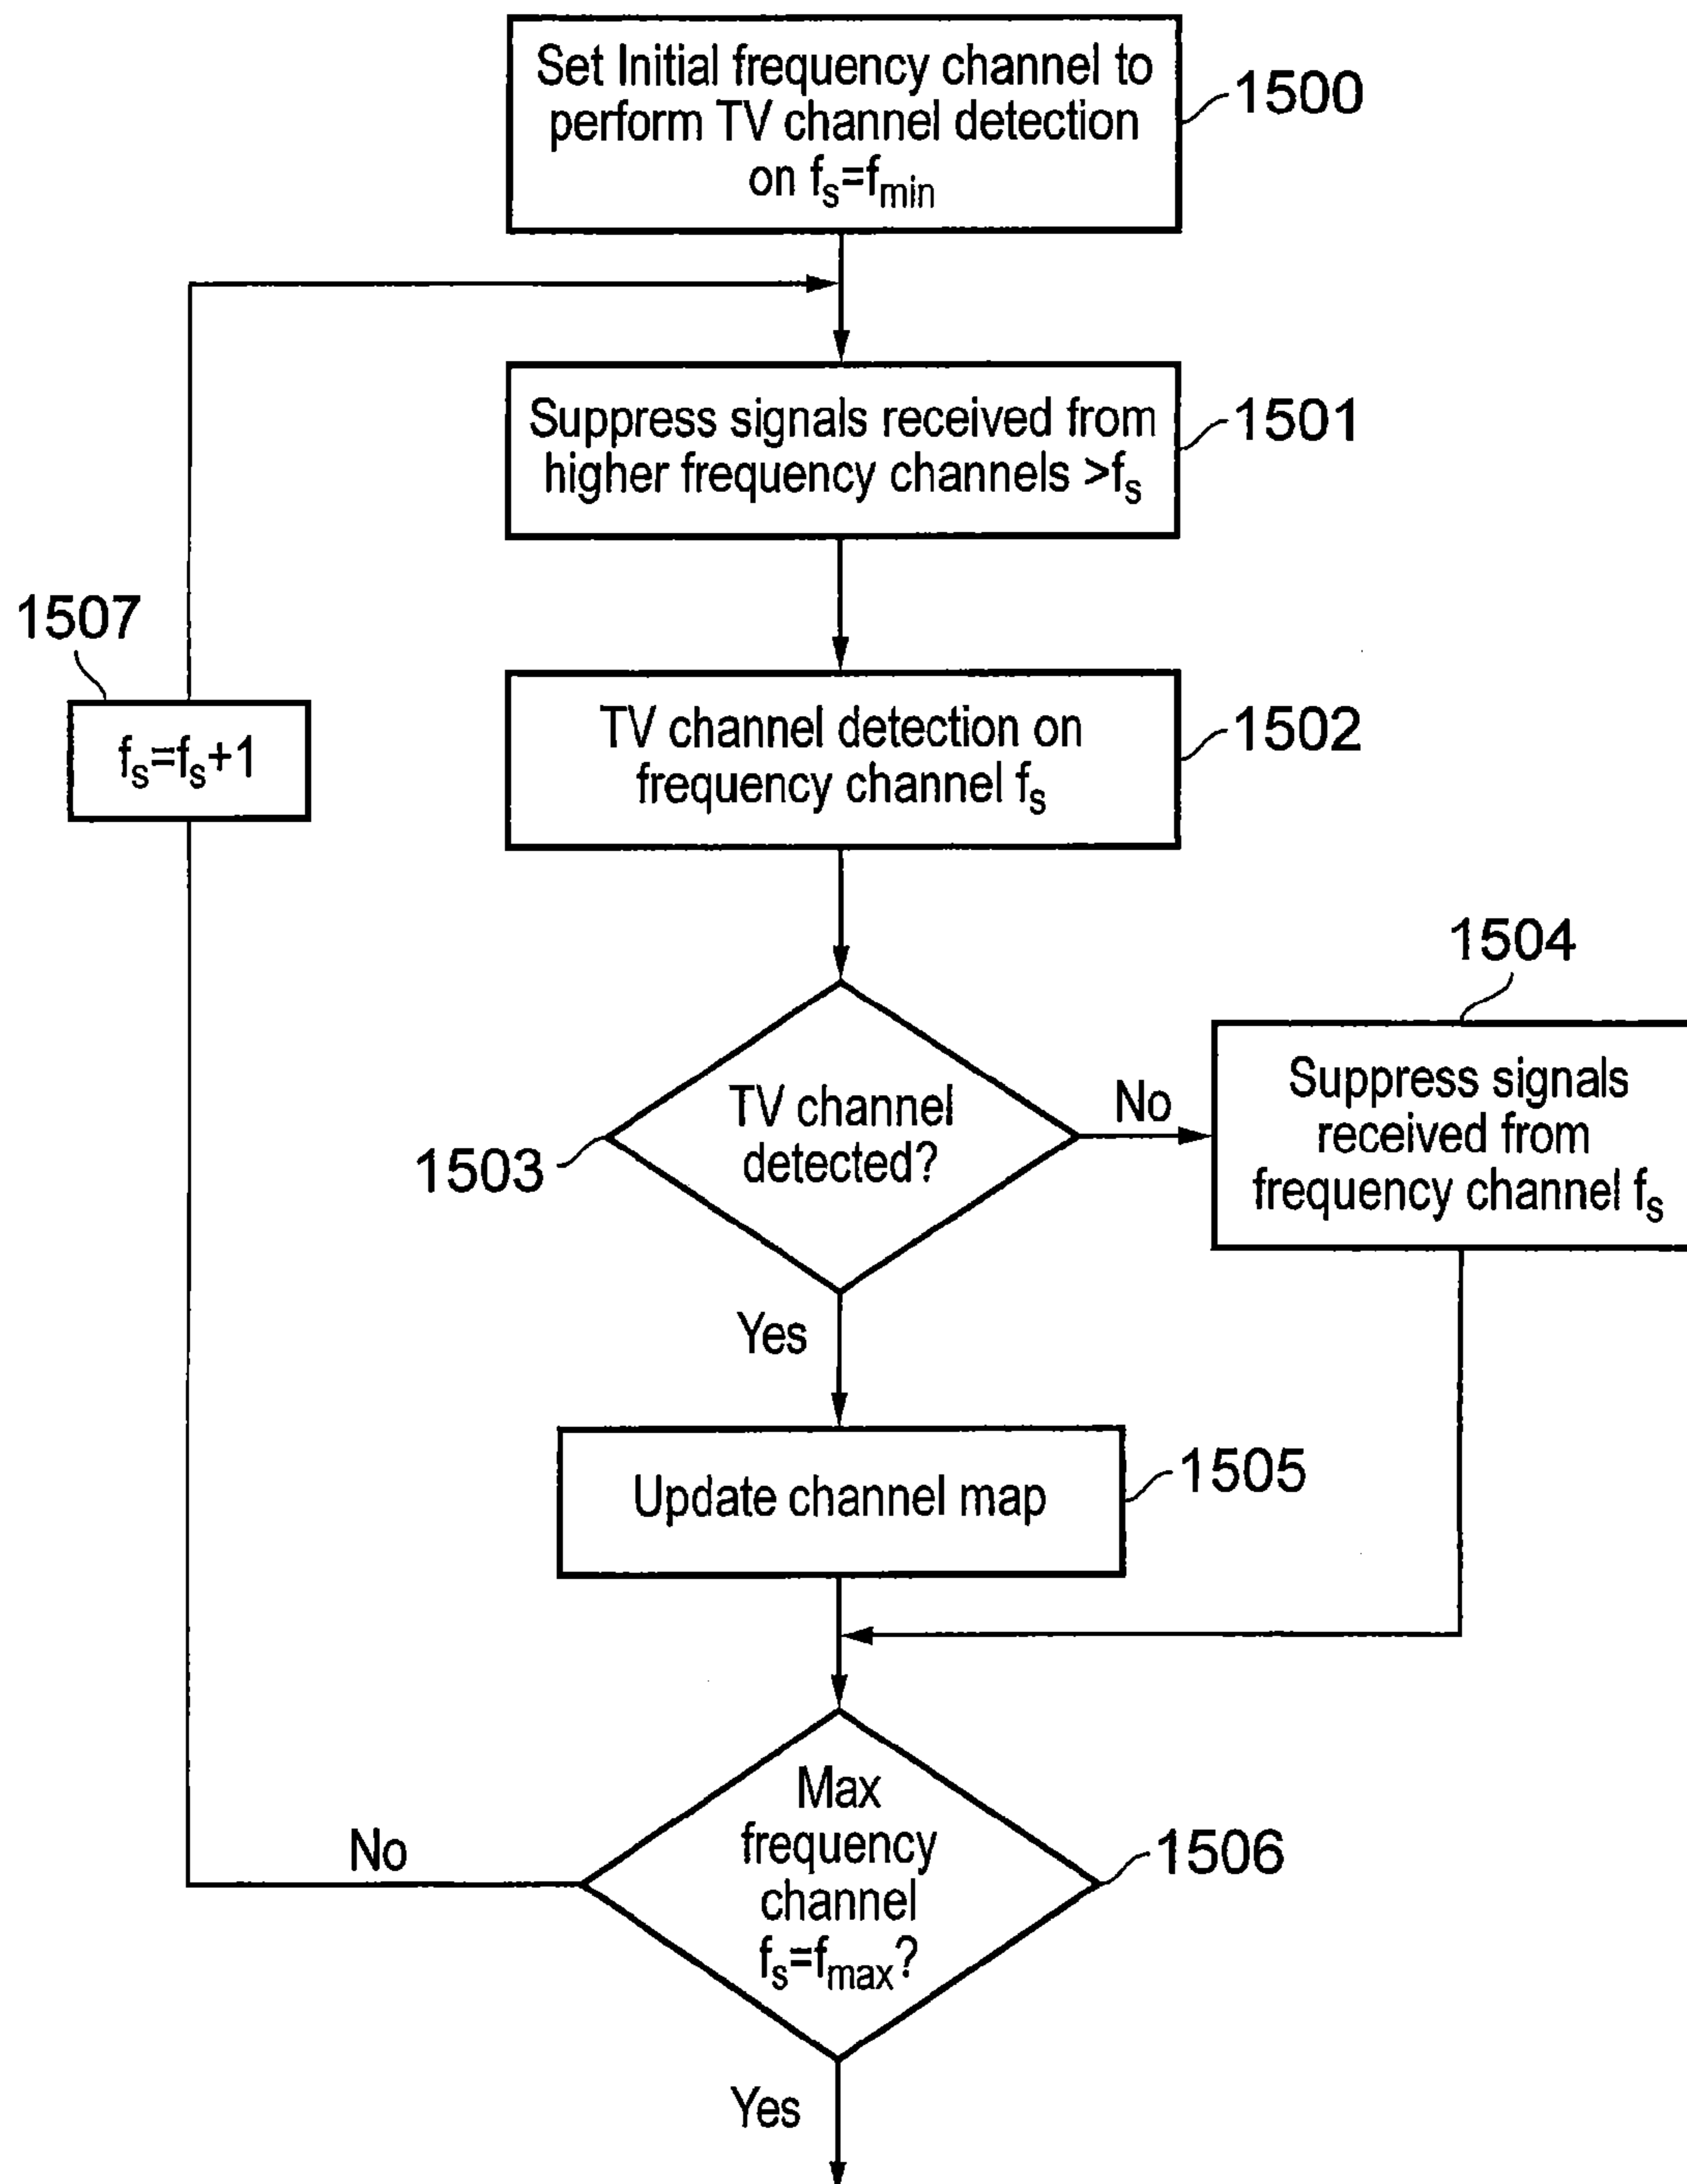 Set Initial frequency channel to
perform TV channel detection
on fs=fmin
1500
Suppress signals received from
higher frequency channels >fs
1501
1507
fs=fs+1
TV channel detection on
frequency channel fs
1502
1504
Suppress signals
received from
frequency channel fs
TV channel
detected?
No
1503
Yes
Update channel map
1505
Max
frequency
channel
fs=fmax?
No
1506
Yes